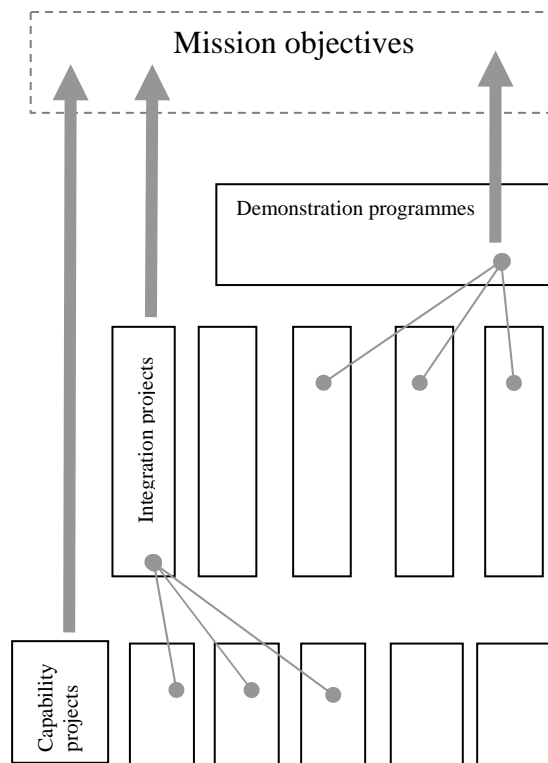 Mission objectives
Demonstration programmes
Integration projects
Capability
projects